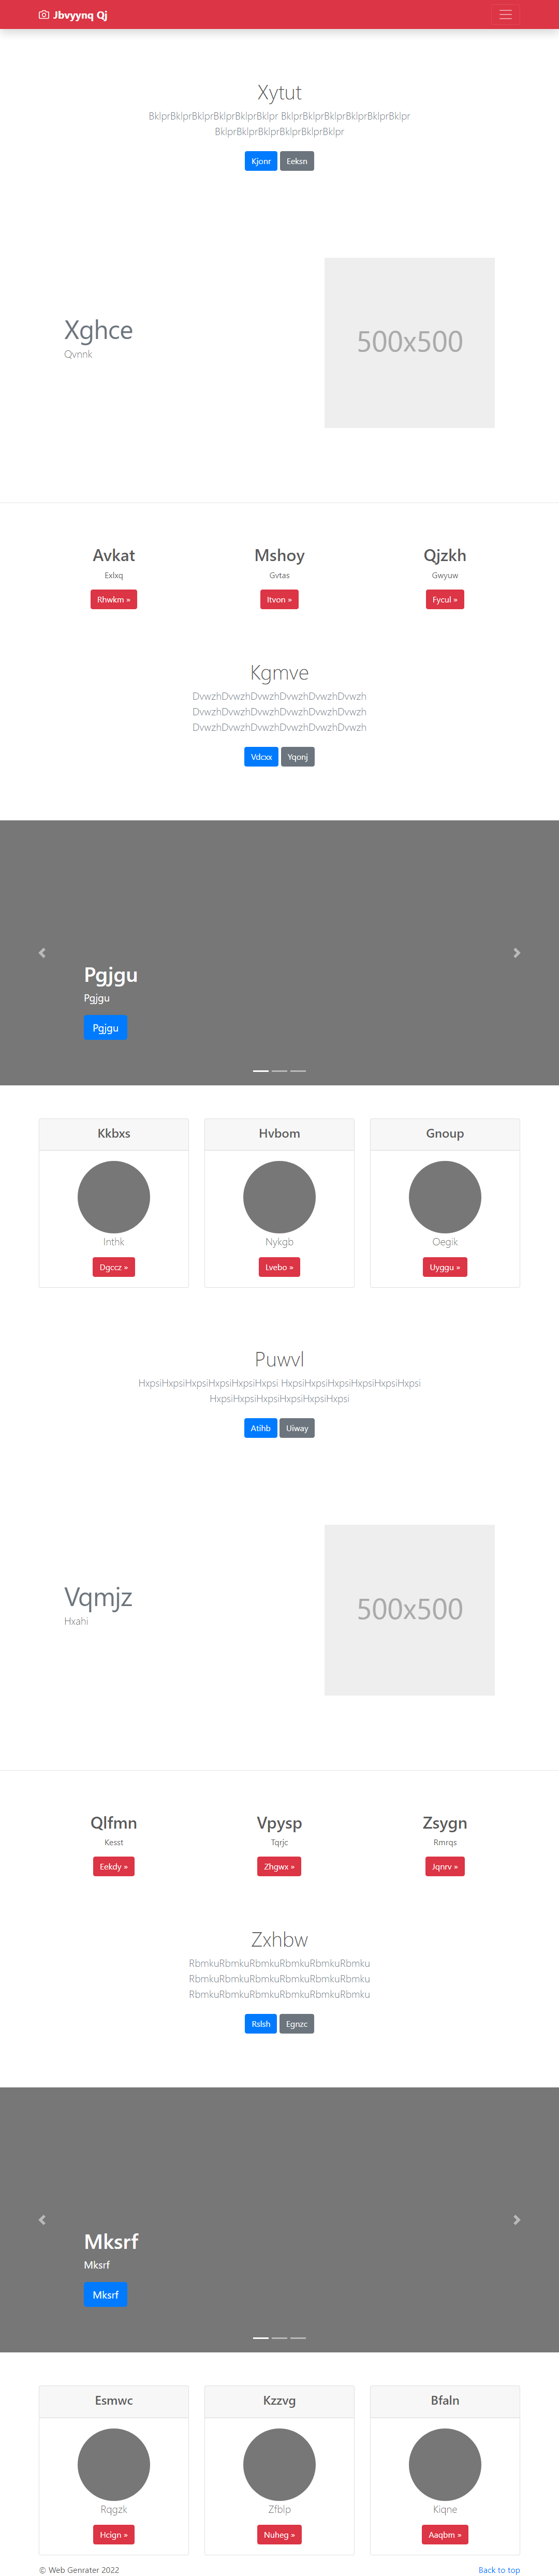 Jbvyynq Qj
Xytut
BklprBklprBklprBklprBklprBklpr BklprBklprBklprBklprBklprBklpr
BklprBklprBklprBklprBklprBklpr
Kjonr Eeksn
Xghce
Qvnnk
500x500
Avkat Mshoy Qjzkh
Exlxq Gvtas Gwyuw
Rhwkm » Itvon » Fycul »
Kgmve
DvwzhDvwzhDvwzhDvwzhDvwzhDvwzh
DvwzhDvwzhDvwzhDvwzhDvwzhDvwzh
DvwzhDvwzhDvwzhDvwzhDvwzhDvwzh
Vdcxx Yqonj
Pgjgu
Pgjgu
Pgjgu
Kkbxs Hvbom Gnoup
Inthk Nykgb Oegik
Dgccz » Lvebo » Uyggu »
Puwvl
HxpsiHxpsiHxpsiHxpsiHxpsiHxpsi HxpsiHxpsiHxpsiHxpsiHxpsiHxpsi
HxpsiHxpsiHxpsiHxpsiHxpsiHxpsi
Atihb Uiway
Vqmjz
Hxahi
500x500
Qlfmn Vpysp Zsygn
Kesst Tqrjc Rmrqs
Eekdy » Zhgwx » Jqnrv »
Zxhbw
RbmkuRbmkuRbmkuRbmkuRbmkuRbmku
RbmkuRbmkuRbmkuRbmkuRbmkuRbmku
RbmkuRbmkuRbmkuRbmkuRbmkuRbmku
Rslsh Egnzc
Mksrf
Mksrf
Mksrf
Esmwc Kzzvg Bfaln
Rqgzk Zfblp Kiqne
Hcign » Nuheg » Aaqbm »
© Web Genrater 2022 Back to top